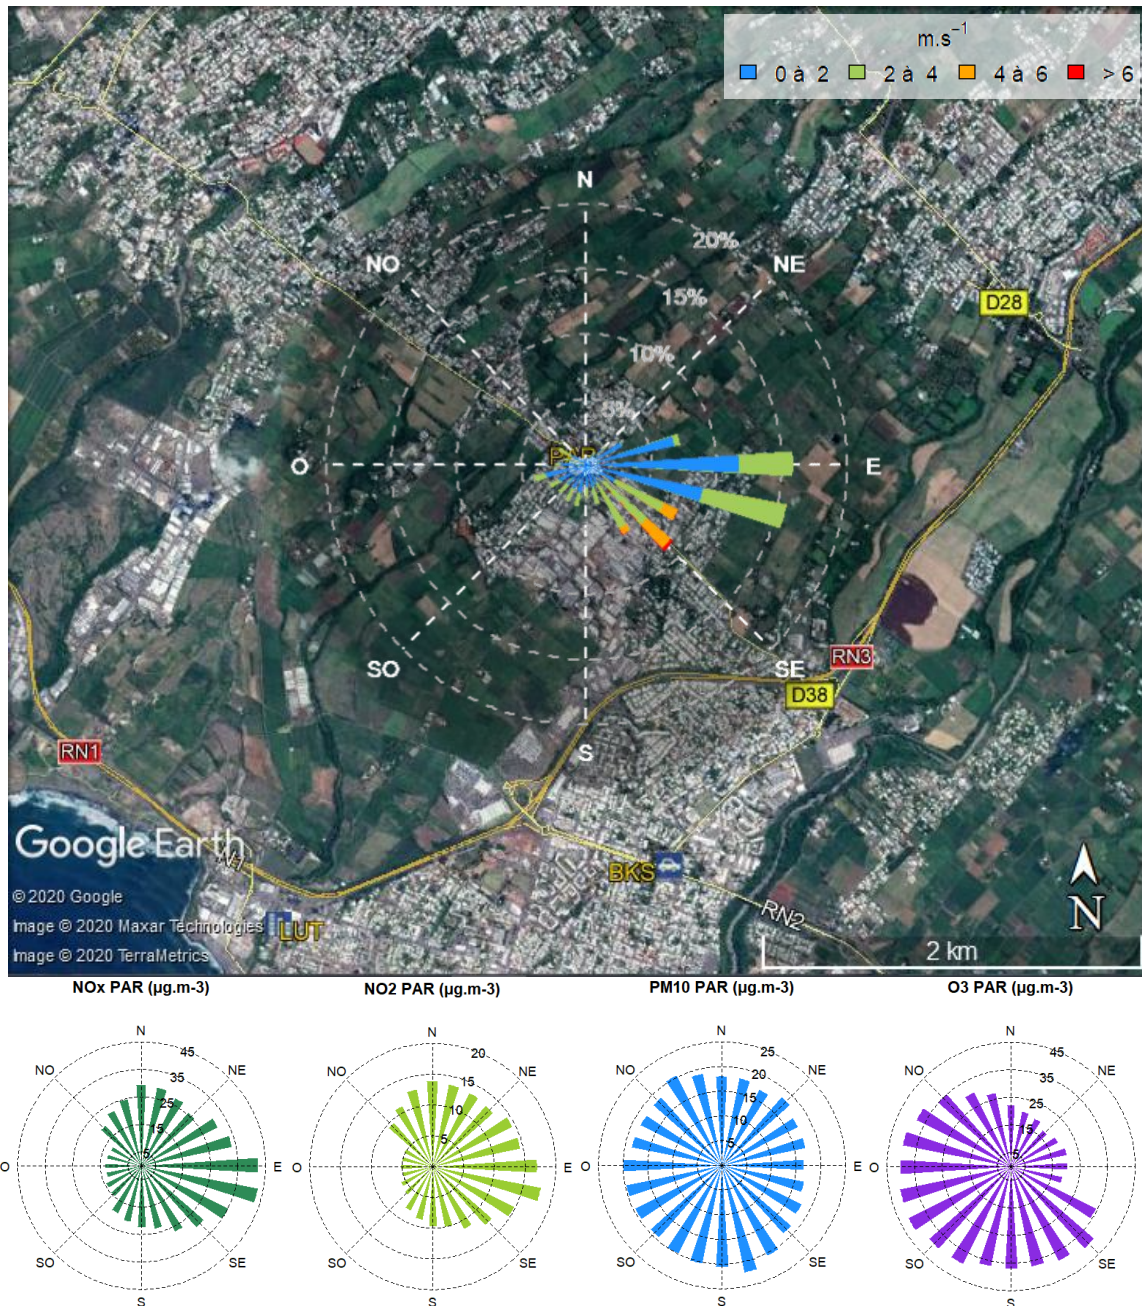 m.s⁻¹
0 à 2 2 à 4 4 à 6 > 6
N
NO NE
20%
15%
10%
5%
D28
PAR
O E
SO SE
S
RN3
D38
RN1
N1
Google Earth
BKS
© 2020 Google
Image © 2020 Maxar Technologies
LUT
RN2
Image © 2020 TerraMetrics
N
2 km
NOx PAR (µg.m-3) NO2 PAR (µg.m-3) PM10 PAR (µg.m-3) O3 PAR (µg.m-3)
N
NO NE
O E
SO SE
S
45
35
25
15
5
N
NO NE
O E
SO SE
S
20
15
10
5
N
NO NE
O E
SO SE
S
25
20
15
10
5
N
NO NE
O E
SO SE
S
45
35
25
15
5